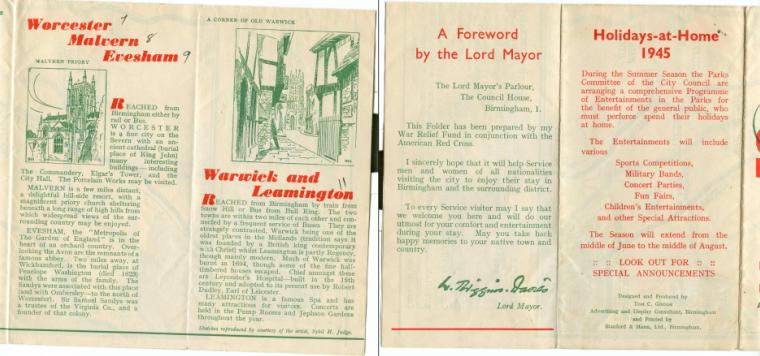 Worcester 7
Malvern 8
Evesham 9
MALVERN PRIORY
REACHED from
Birmingham either by
rail or Bus.
WORCESTER
is a fine city on the
Severn with an an-
cient cathedral (burial
place of King John)
many interesting
buildings—including
The Commandery, Elgar's Tower, and the
City Hall. The Porcelain Works may be visited.
MALVERN is a few miles distant,
a delightful hill-side resort, with a
magnificent priory church sheltering
beneath a long range of high hills from
which widespread views of the sur-
rounding country may be enjoyed.
EVESHAM, the "Metropolis of
The Garden of England" is in the
heart of an orchard country. Over-
looking the Avon are the remnants of a
famous abbey. Two miles away, at
Wickhamford, is the burial place of
Penelope Washington (died
with the arms of the family. The
Sandys were associated with this place
(and with Ombersley—to the north of
Worcester). Sir Samuel Sandys was
a trustee of the Virginia Co., and a
founder of that colony.
A CORNER OF OLD WARWICK
Warwick and
Leamington 11
REACHED from Birmingham by train from
Snow Hill or Bus from Bull Ring. The two
towns are within two miles of each other and con-
nected by a frequent service of Buses. They are
strangely contrasted, Warwick being one of the
oldest places in the Midlands (tradition says it
was founded by a British king contemporary
with Christ) whilst Leamington is partly Regency,
though mainly modern. Much of Warwick was
burnt in 1694, though some of the fine half-
timbered houses escaped. Chief amongst these
are Leycester's Hospital—built in the
century and adopted to its present use by Robert
Dudley, Earl of Leicester.
LEAMINGTON is a famous Spa and has
many attractions for visitors. Concerts are
held in the Pump Rooms and Jephson Gardens
throughout the year.
Sketches reproduced by courtesy of the artist, Sybil H. Judge.
A Foreword
by the Lord Mayor
The Lord Mayor's Parlour,
The Council House,
Birmingham, 1.
This Folder has been prepared by my
War Relief Fund in conjunction with the
American Red Cross.
I sincerely hope that it will help Service
men and women of all nationalities
visiting the city to enjoy their stay in
Birmingham and the surrounding district.
To every Service visitor may I say that
we welcome you here and will do our
utmost for your comfort and entertainment
during your stay. May you take back
happy memories to your native town and
country.
W. Wiggins-Davies
Lord Mayor.
Holidays-at-Home
1945
During the Summer Season the Parks
Committee of the City Council are
arranging a comprehensive Programme
of Entertainments in the Parks for
the benefit of the general public, who
must perforce spend their holidays
at home.
The Entertainments will include
various
Sports Competitions,
Military Bands,
Concert Parties,
Fun Fairs,
Children's Entertainments,
and other Special Attractions.
The Season will extend from the
middle of June to the middle of August.
:: :: LOOK OUT FOR :: ::
SPECIAL ANNOUNCEMENTS
Designed and Produced by
Tom C. Gibson
Advertising and Display Consultant, Birmingham
and Printed by
Stanford & Mann, Ltd., Birmingham.